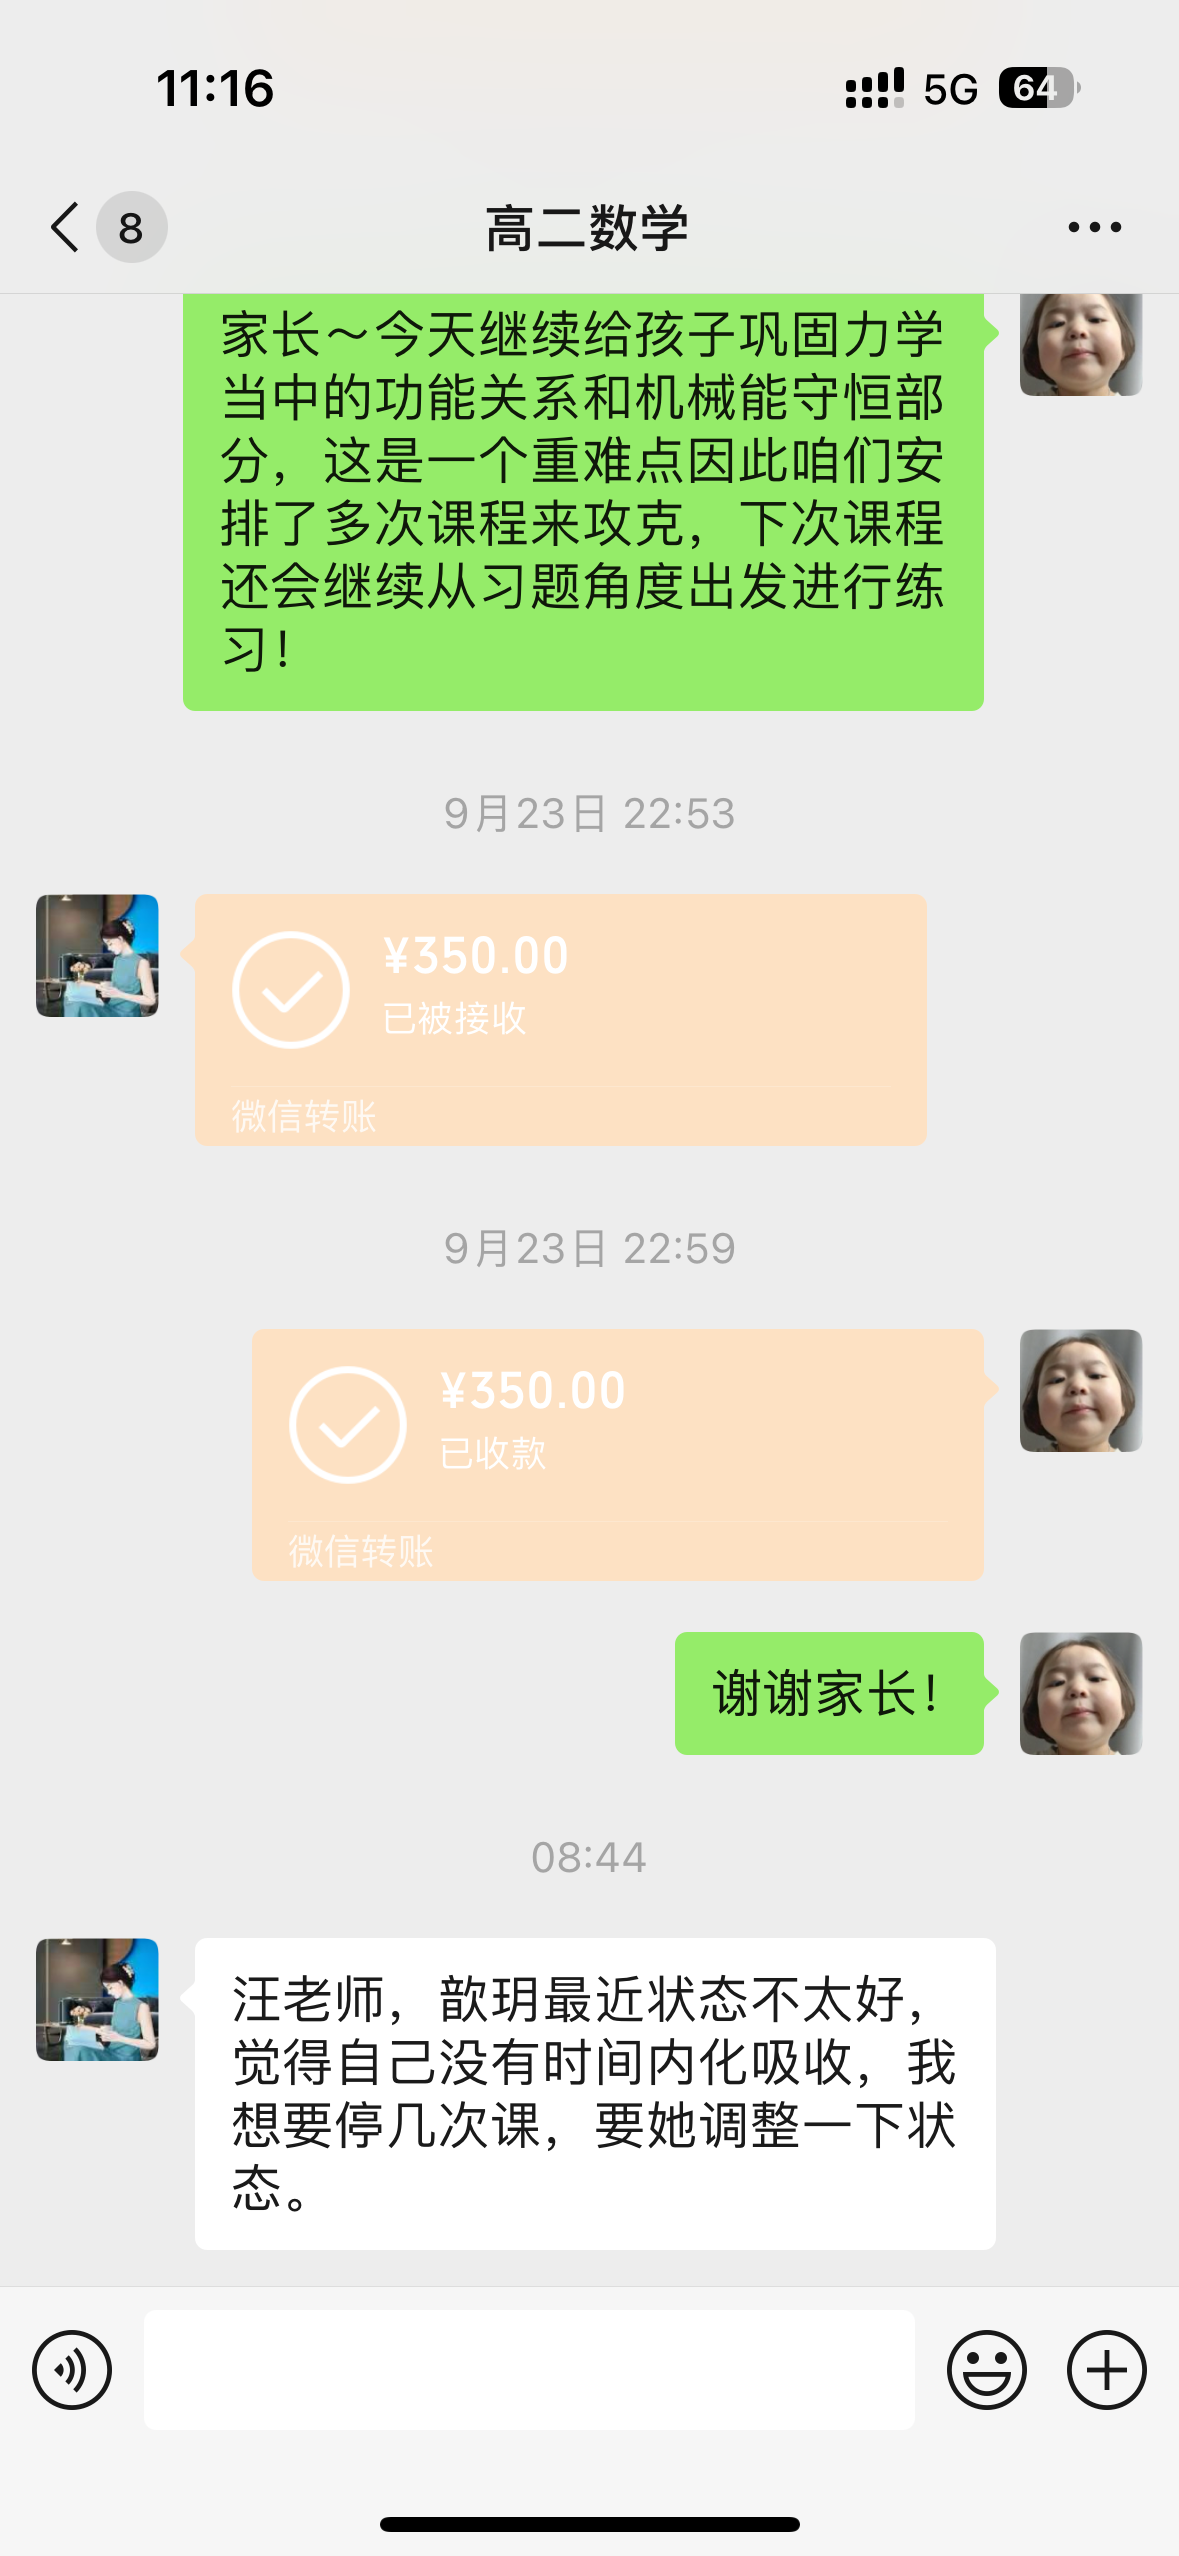 11:16
5G
64
8
高二数学
家长～今天继续给孩子巩固力学
当中的功能关系和机械能守恒部
分，这是一个重难点因此咱们安
排了多次课程来攻克，下次课程
还会继续从习题角度出发进行练
习！
9月23日 22:53
¥350.00
已被接收
微信转账
9月23日 22:59
¥350.00
已收款
微信转账
谢谢家长！
08:44
汪老师，歆玥最近状态不太好，
觉得自己没有时间内化吸收，我
想要停几次课，要她调整一下状
态。